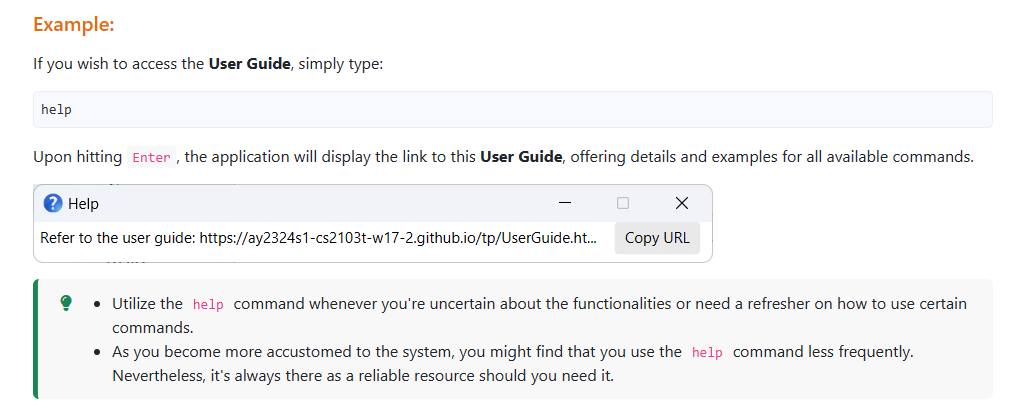 Example:
If you wish to access the User Guide, simply type:
help
Upon hitting Enter , the application will display the link to this User Guide, offering details and examples for all available commands.
Help
Refer to the user guide: https://ay2324s1-cs2103t-w17-2.github.io/tp/UserGuide.ht... Copy URL
• Utilize the help command whenever you're uncertain about the functionalities or need a refresher on how to use certain
commands.
• As you become more accustomed to the system, you might find that you use the help command less frequently.
Nevertheless, it's always there as a reliable resource should you need it.